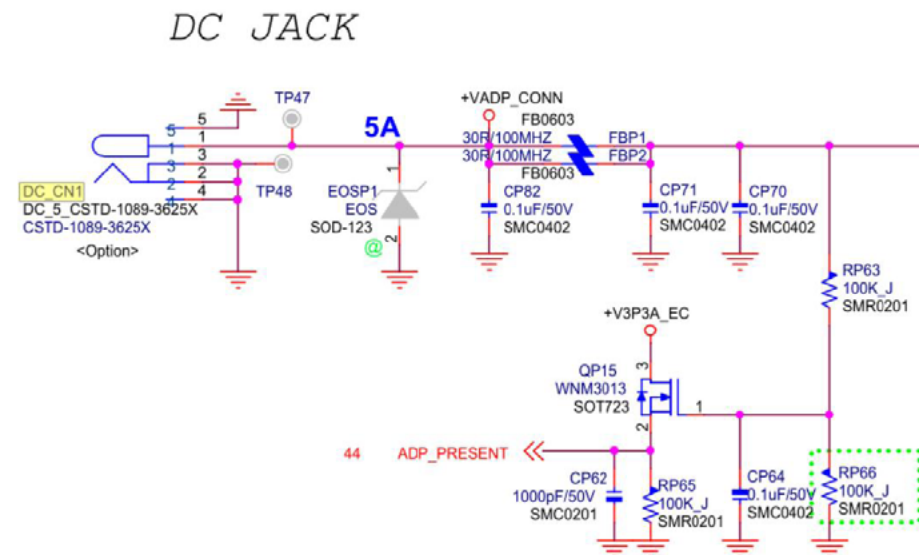 DC JACK
TP47
+VADP_CONN
FB0603
5
5
1
1
5A
30R/100MHZ
FBP1
30R/100MHZ
FBP2
FB0603
3
3
2
2
4
4
TP48
DC_CN1
DC_5_CSTD-1089-3625X
CSTD-1089-3625X
<Option>
1
EOSP1
EOS
SOD-123
2
@
CP82
0.1uF/50V
SMC0402
CP71
0.1uF/50V
SMC0402
CP70
0.1uF/50V
SMC0402
RP63
100K_J
SMR0201
+V3P3A_EC
3
QP15
WNM3013
SOT723
1
2
44 ADP_PRESENT
CP62
1000pF/50V
SMC0201
RP65
100K_J
SMR0201
CP64
0.1uF/50V
SMC0402
RP66
100K_J
SMR0201